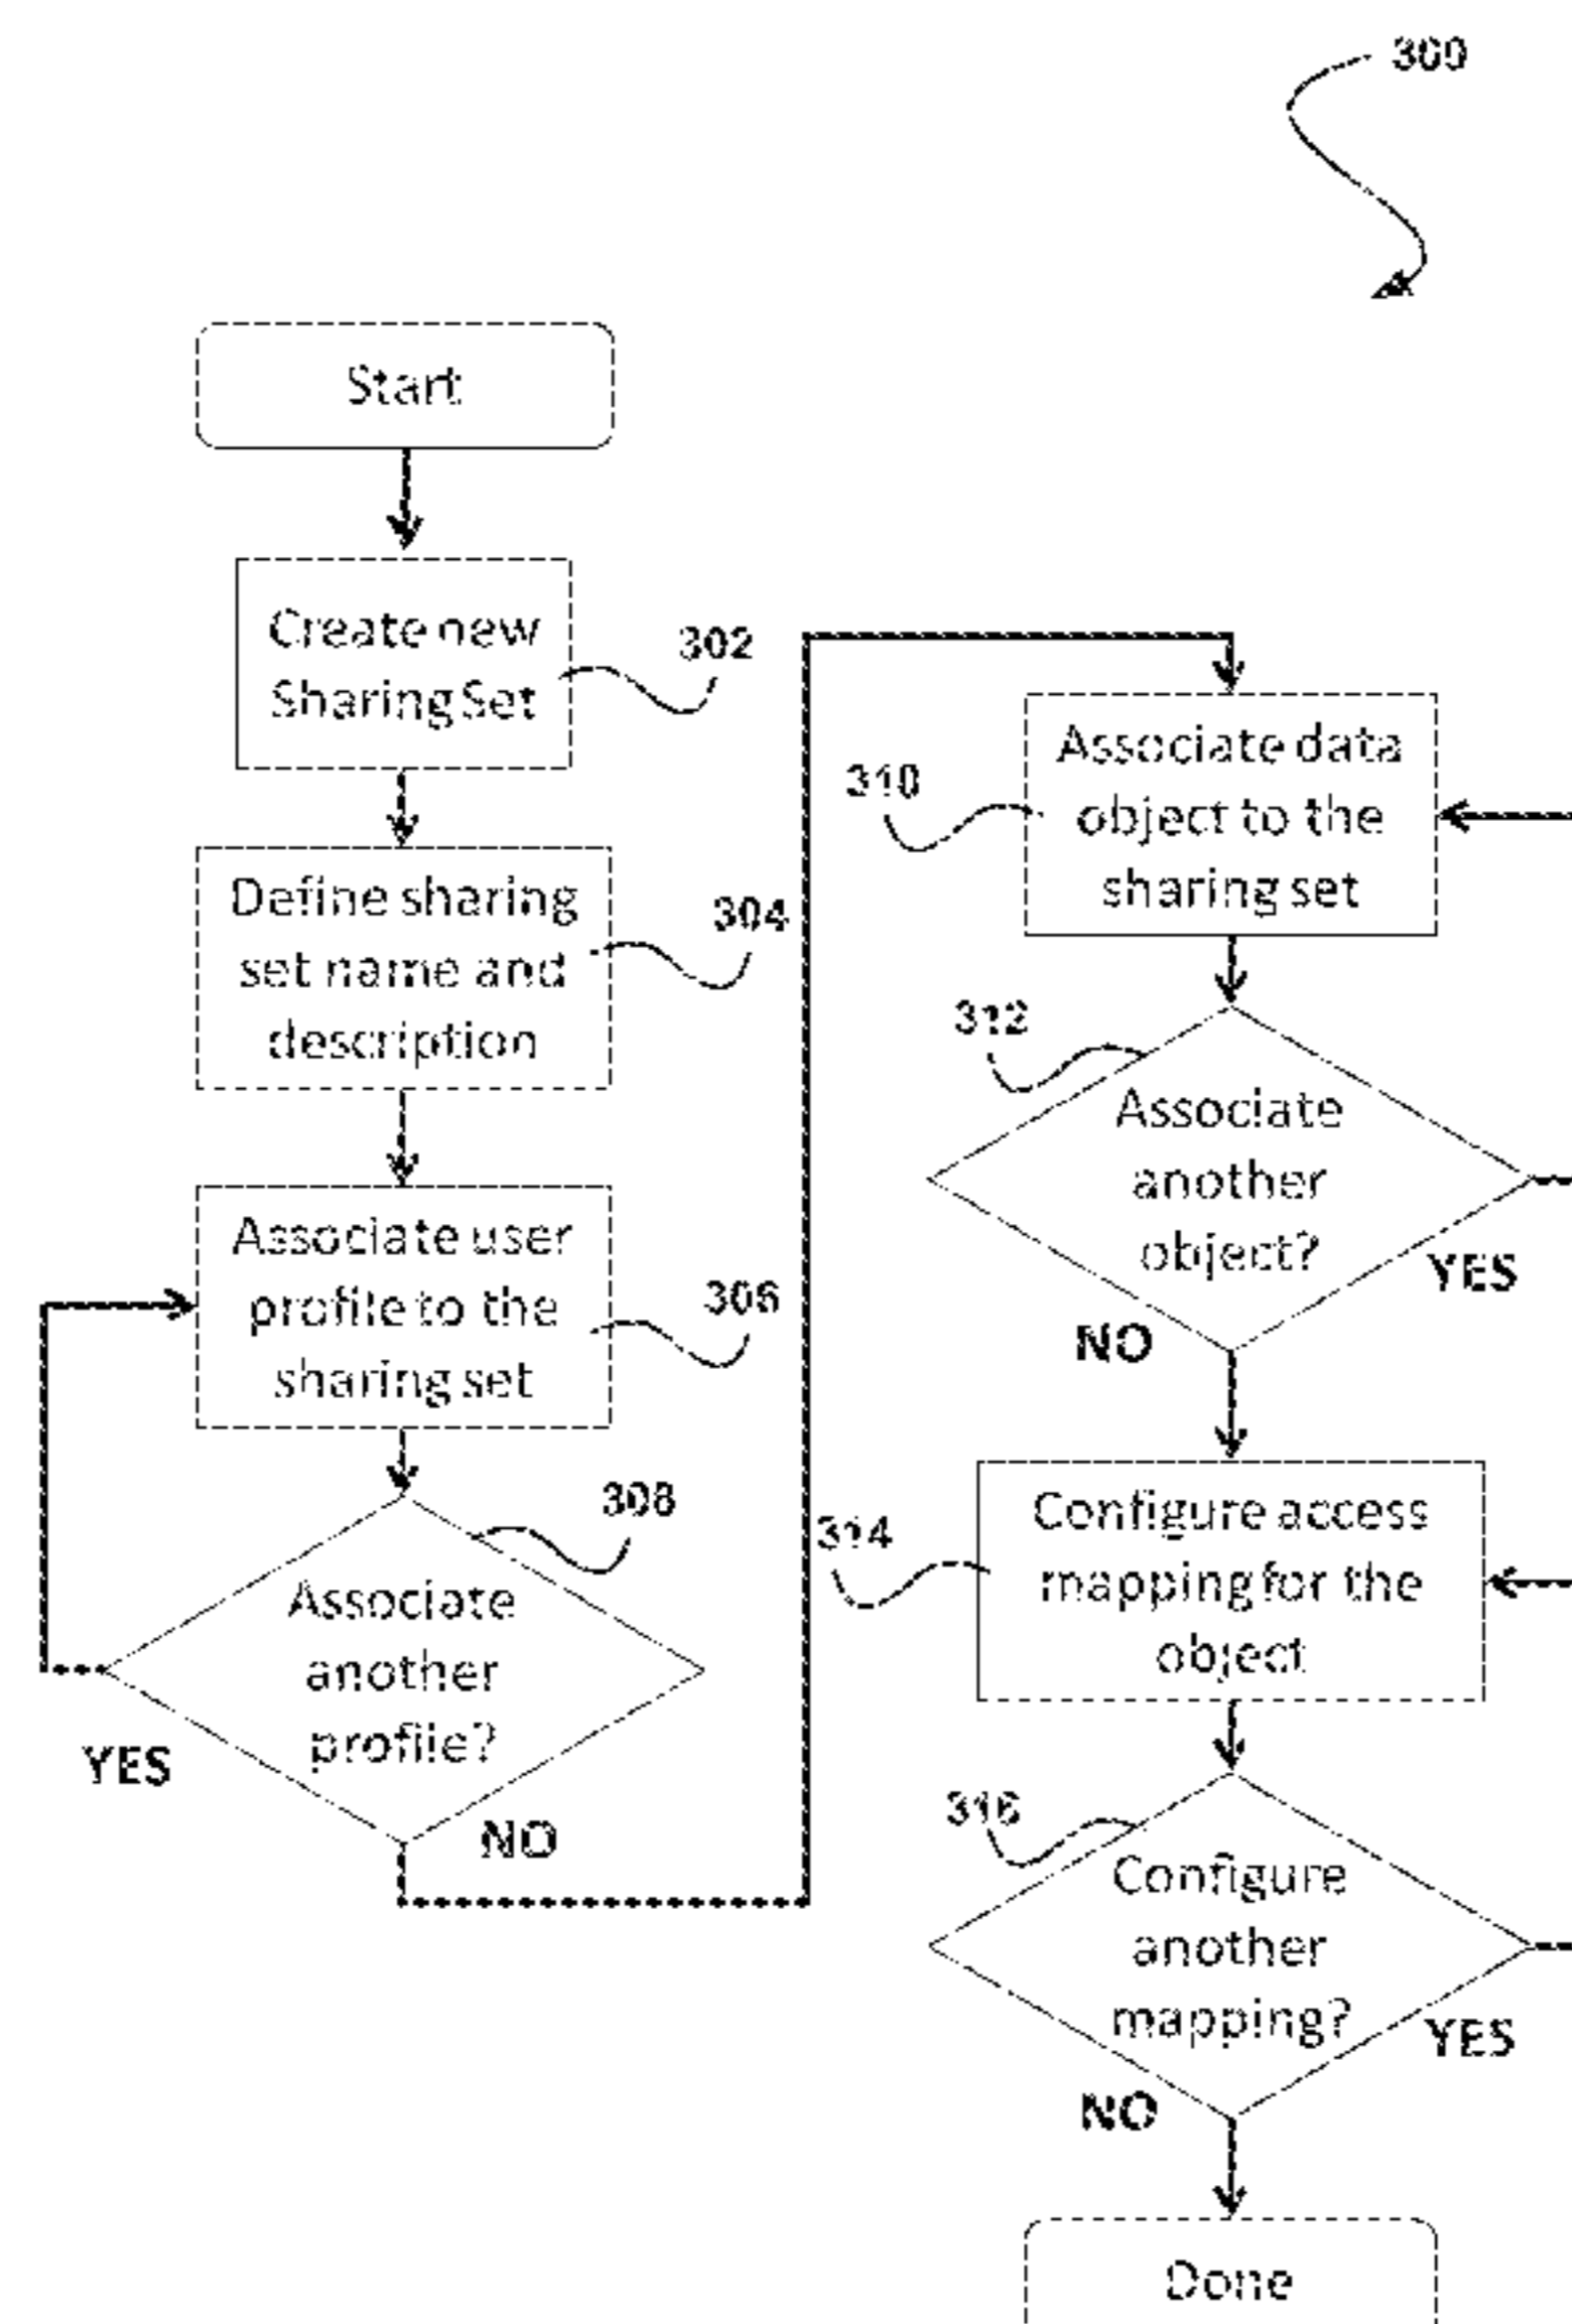 300
Start
Create new
Sharing Set
302
Define sharing
set name and
description
304
Associate user
profile to the
sharing set
306
Associate
another
profile?
308
YES
NO
Associate data
object to the
sharing set
310
312
Associate
another
object?
YES
NO
Configure access
mapping for the
object
314
316
Configure
another
mapping?
YES
NO
Done